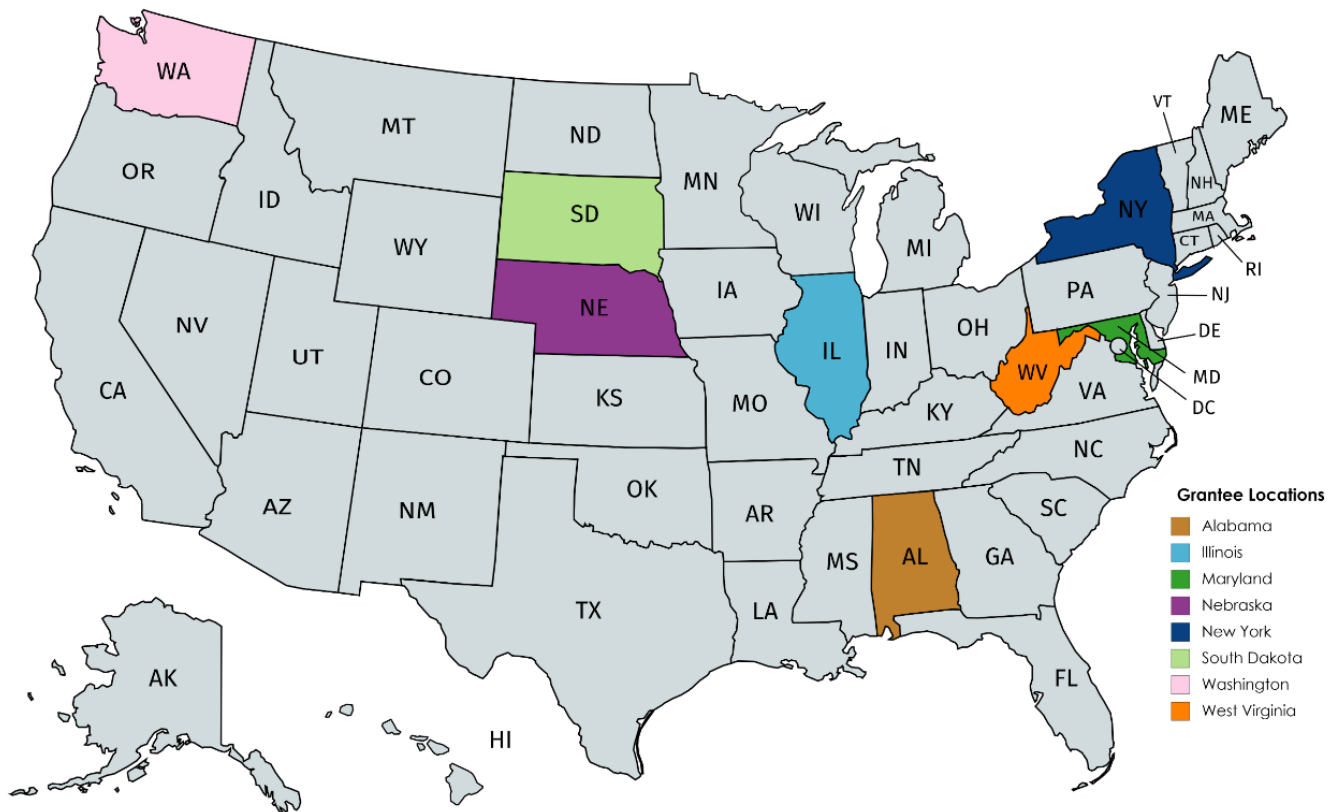 WA
MT
ND
MN
OR
ID
SD
WY
WI
MI
VT
ME
NH
NY
MA
CT
RI
NE
IA
PA
NJ
NV
UT
CO
IL
IN
OH
DE
CA
KS
MO
WV
VA
MD
DC
KY
AZ
NM
OK
AR
TN
NC
SC
TX
LA
MS
AL
GA
FL
AK
HI
Grantee Locations
Alabama
Illinois
Maryland
Nebraska
New York
South Dakota
Washington
West Virginia